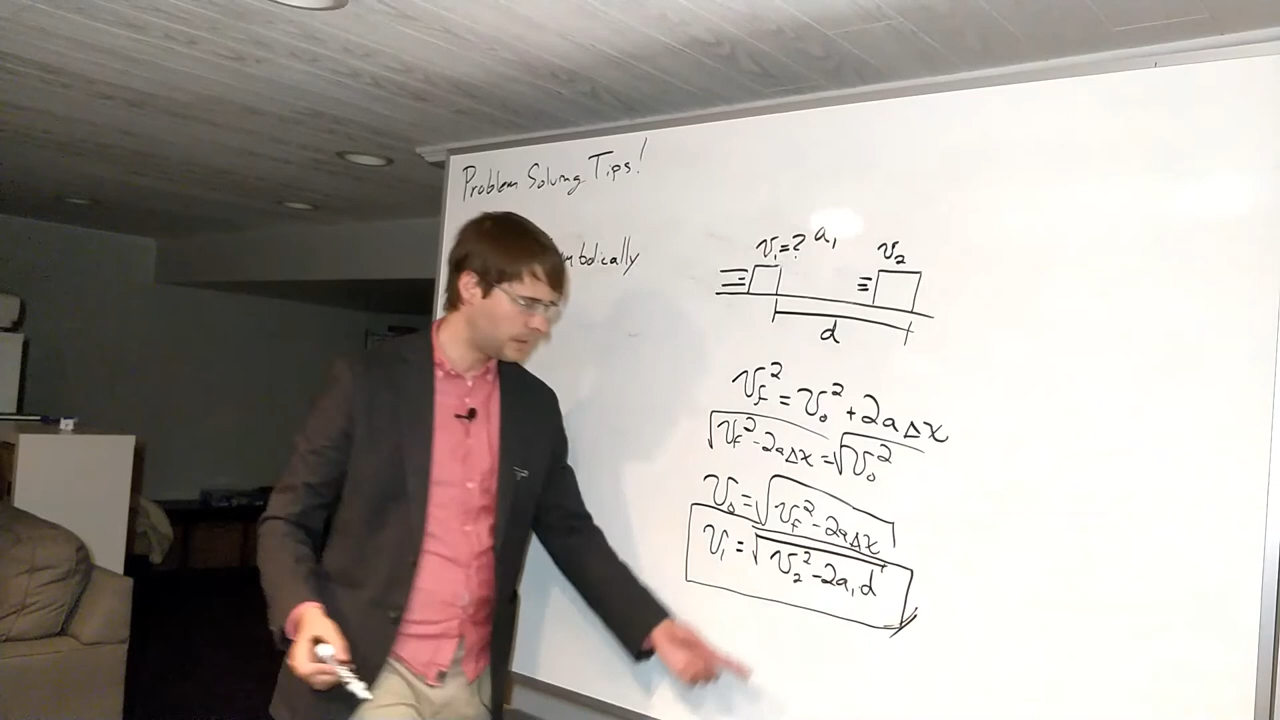 Problem Solving Tips!
mbolically
v₁=? a₁ v₂
d
v_f² = v₀² + 2aΔx
√(v_f² - 2aΔx) = √(v₀²)
v₀ = √(v_f² - 2aΔx)
v₁ = √(v₂² - 2a₁d)